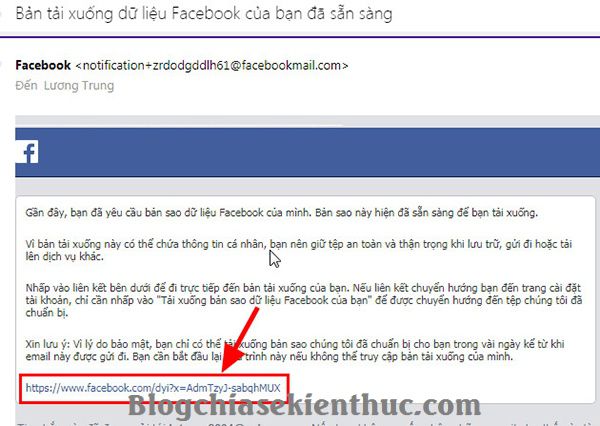 Bản tải xuống dữ liệu Facebook của bạn đã sẵn sàng
Facebook <notification+zrdodgddlh61@facebookmail.com>
Đến Lương Trung
f
Gần đây, bạn đã yêu cầu bản sao dữ liệu Facebook của mình. Bản sao này hiện đã sẵn sàng để bạn tải xuống.
Vì bản tải xuống này có thể chứa thông tin cá nhân, bạn nên giữ tệp an toàn và thận trọng khi lưu trữ, gửi đi hoặc tải
lên dịch vụ khác.
Nhấp vào liên kết bên dưới để đi trực tiếp đến bản tải xuống của bạn. Nếu liên kết chuyển hướng đến trang cài đặt
tài khoản, chỉ cần nhấp vào "Tải xuống bản sao dữ liệu Facebook của bạn" để được chuyển hướng đến tệp chúng tôi đã
chuẩn bị.
Xin lưu ý: Vì lý do bảo mật, bạn chỉ có thể tải xuống bản sao chúng tôi đã chuẩn bị cho bạn trong vài ngày kể từ khi
email này được gửi đi. Bạn cần bắt đầu lại trình này nếu không thể truy cập bản tải xuống của mình.
https://www.facebook.com/dyi?x=AdmTzyJ-sabqhMUX
Blogchiasekienthuc.com